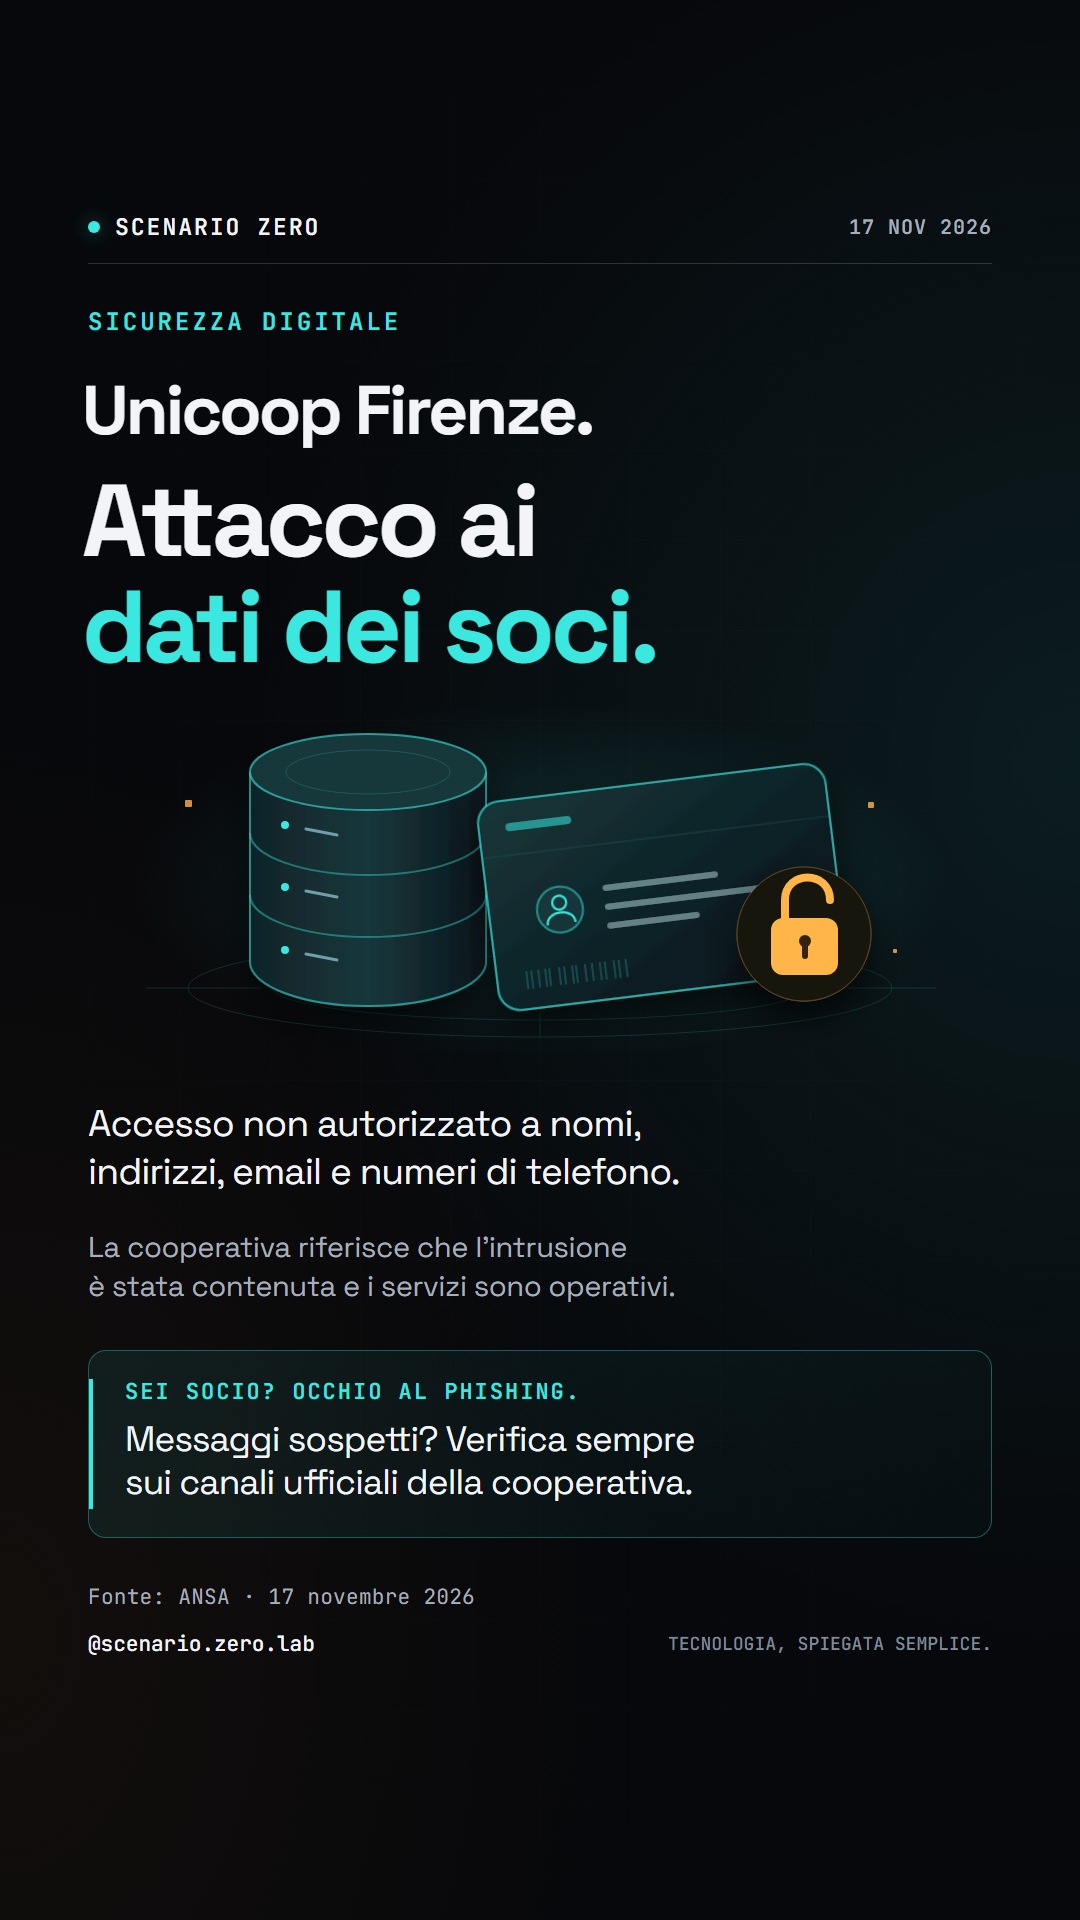 SCENARIO ZERO
17 NOV 2026
SICUREZZA DIGITALE
Unicoop Firenze.
Attacco ai
dati dei soci.
Accesso non autorizzato a nomi,
indirizzi, email e numeri di telefono.
La cooperativa riferisce che l’intrusione
è stata contenuta e i servizi sono operativi.
SEI SOCIO? OCCHIO AL PHISHING.
Messaggi sospetti? Verifica sempre
sui canali ufficiali della cooperativa.
Fonte: ANSA · 17 novembre 2026
@scenario.zero.lab
TECNOLOGIA, SPIEGATA SEMPLICE.